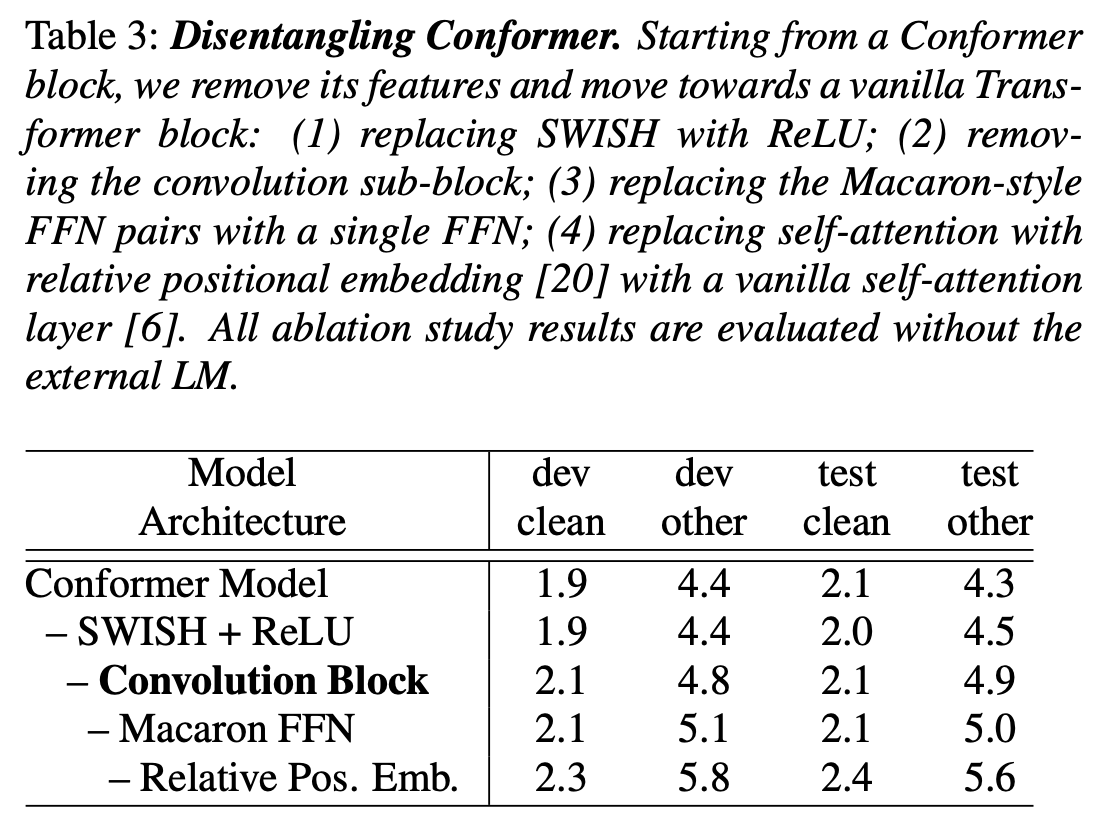 Table 3: Disentangling Conformer. Starting from a Conformer
block, we remove its features and move towards a vanilla Trans-
former block: (1) replacing SWISH with ReLU; (2) remov-
ing the convolution sub-block; (3) replacing the Macaron-style
FFN pairs with a single FFN; (4) replacing self-attention with
relative positional embedding [20] with a vanilla self-attention
layer [6]. All ablation study results are evaluated without the
external LM.
Model dev dev test test
Architecture clean other clean other
Conformer Model 1.9 4.4 2.1 4.3
– SWISH + ReLU 1.9 4.4 2.0 4.5
– Convolution Block 2.1 4.8 2.1 4.9
– Macaron FFN 2.1 5.1 2.1 5.0
– Relative Pos. Emb. 2.3 5.8 2.4 5.6